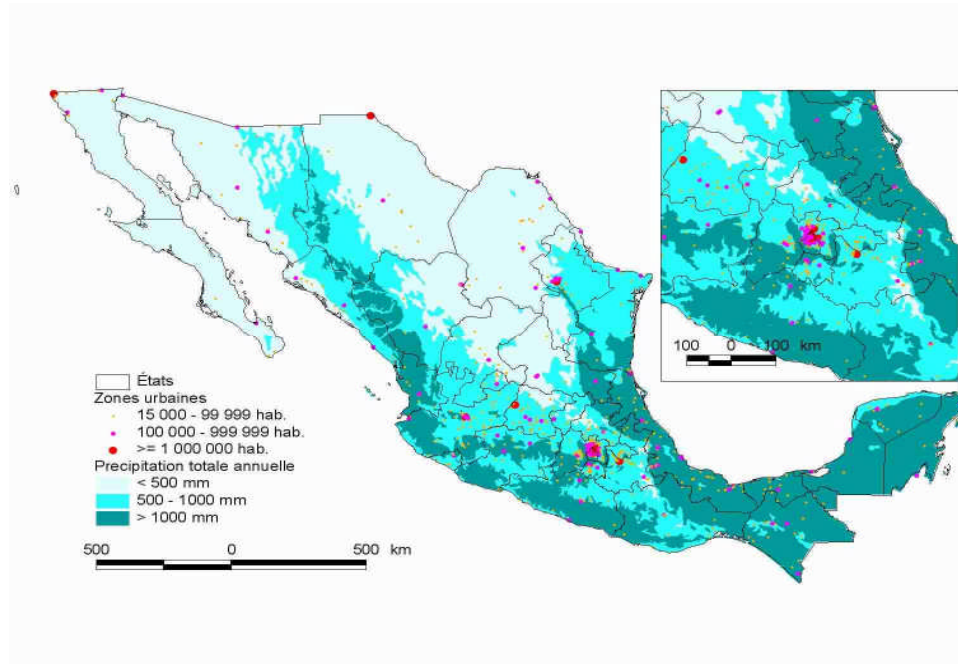 100 0 100 km
États
Zones urbaines
15 000 - 99 999 hab.
100 000 - 999 999 hab.
>= 1 000 000 hab.
Precipitation totale annuelle
< 500 mm
500 - 1000 mm
> 1000 mm
500 0 500 km